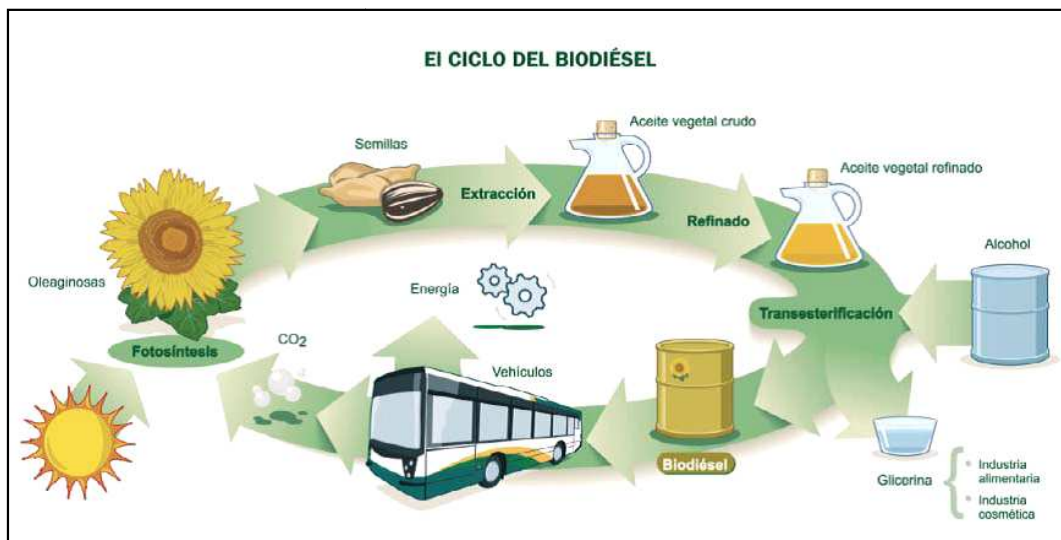 El CICLO DEL BIODIÉSEL
Aceite vegetal crudo
Semillas
Aceite vegetal refinado
Extracción
Refinado
Alcohol
Oleaginosas
Energía
Transesterificación
CO2
Fotosíntesis
Vehículos
Biodiésel
Glicerina
• Industria
alimentaria
• Industria
cosmética